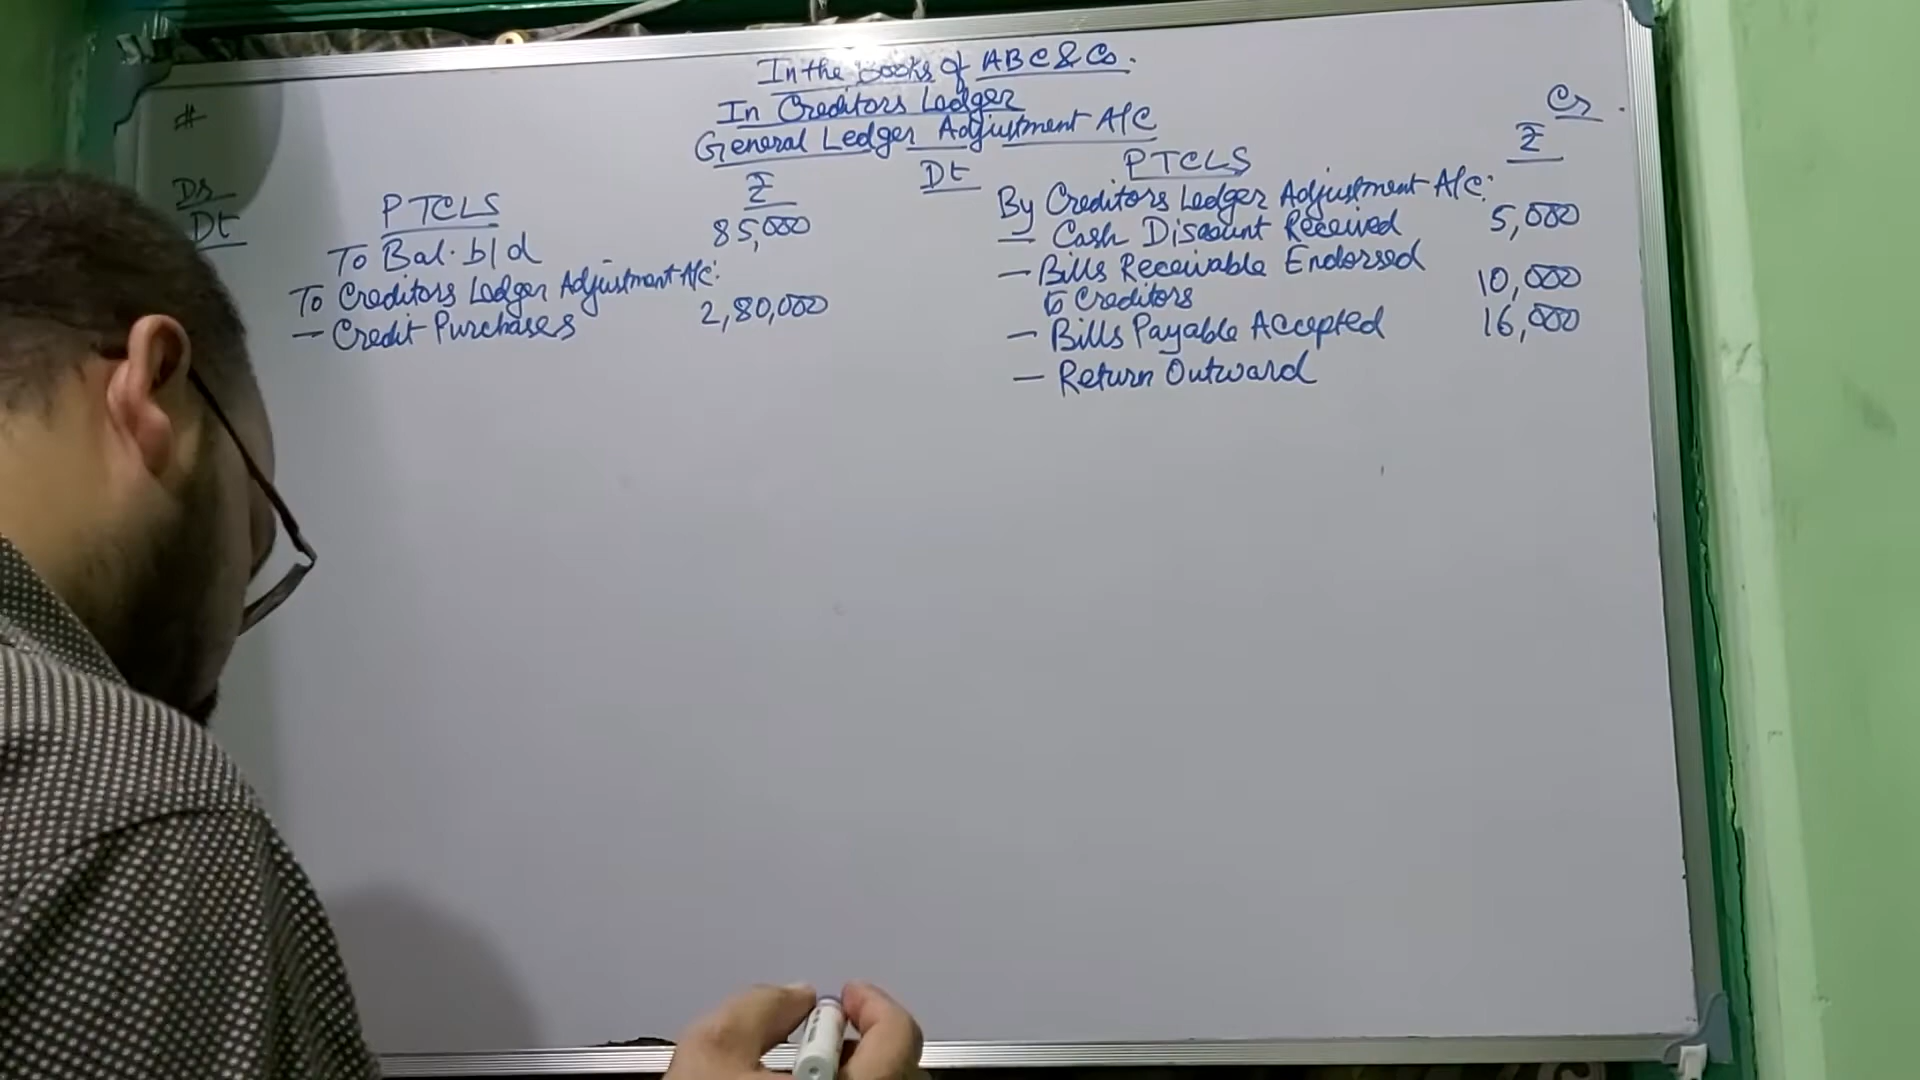 In the Books of ABC & Co.
In Creditors Ledger
General Ledger Adjustment A/C
#
Dr
Cr.
Dt
PTCLS
₹
Dt
PTCLS
₹
To Bal. b/d
85,000
To Creditors Ledger Adjustment A/c:
— Credit Purchases
2,80,000
By Creditors Ledger Adjustment A/c:
— Cash Discount Received
5,000
— Bills Receivable Endorsed
to Creditors
10,000
— Bills Payable Accepted
16,000
— Return Outward